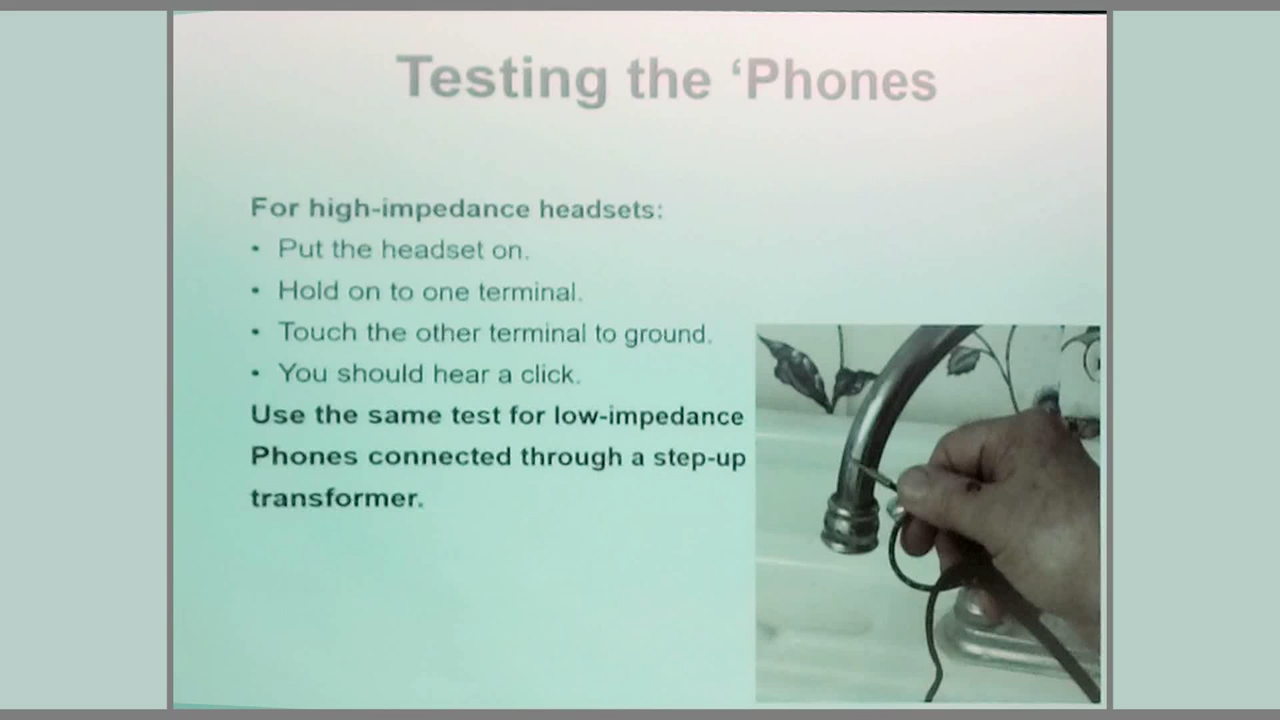 Testing the ‘Phones
For high-impedance headsets:
• Put the headset on.
• Hold on to one terminal.
• Touch the other terminal to ground.
• You should hear a click.
Use the same test for low-impedance
Phones connected through a step-up
transformer.